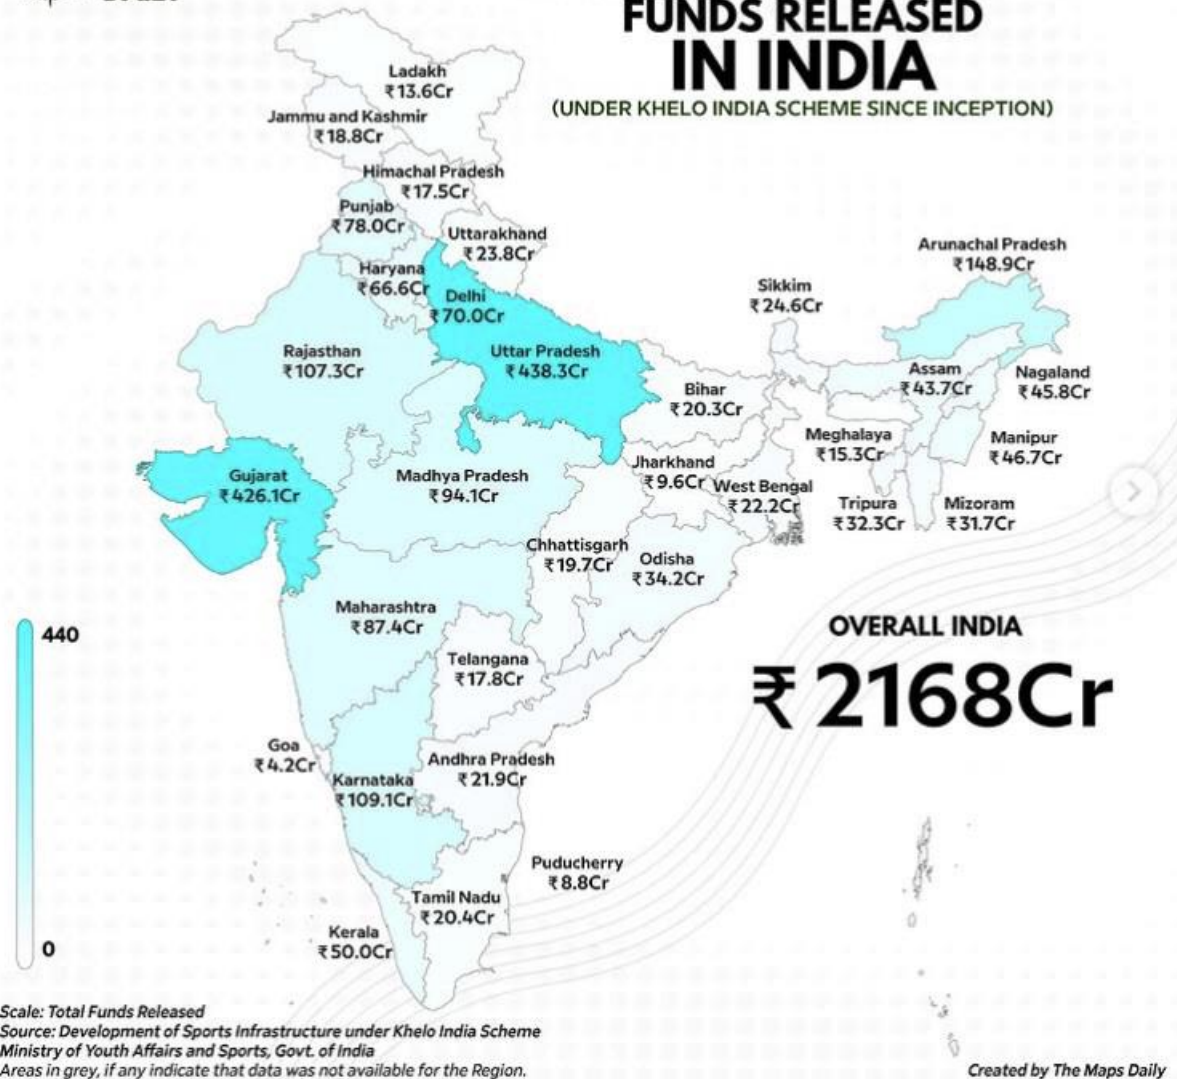 FUNDS RELEASED
IN INDIA
(UNDER KHELO INDIA SCHEME SINCE INCEPTION)
Ladakh
₹13.6Cr
Jammu and Kashmir
₹18.8Cr
Himachal Pradesh
₹17.5Cr
Punjab
₹78.0Cr
Uttarakhand
₹23.8Cr
Haryana
₹66.6Cr
Delhi
₹70.0Cr
Arunachal Pradesh
₹148.9Cr
Sikkim
₹24.6Cr
Rajasthan
₹107.3Cr
Uttar Pradesh
₹438.3Cr
Bihar
₹20.3Cr
Assam
₹43.7Cr
Nagaland
₹45.8Cr
Meghalaya
₹15.3Cr
Manipur
₹46.7Cr
Gujarat
₹426.1Cr
Madhya Pradesh
₹94.1Cr
Jharkhand
₹9.6Cr
West Bengal
₹22.2Cr
Tripura
₹32.3Cr
Mizoram
₹31.7Cr
Chhattisgarh
₹19.7Cr
Odisha
₹34.2Cr
Maharashtra
₹87.4Cr
Telangana
₹17.8Cr
440
OVERALL INDIA
₹ 2168Cr
Goa
₹4.2Cr
Karnataka
₹109.1Cr
Andhra Pradesh
₹21.9Cr
Puducherry
₹8.8Cr
Tamil Nadu
₹20.4Cr
Kerala
₹50.0Cr
0
Scale: Total Funds Released
Source: Development of Sports Infrastructure under Khelo India Scheme
Ministry of Youth Affairs and Sports, Govt. of India
Areas in grey, if any indicate that data was not available for the Region.
Created by The Maps Daily